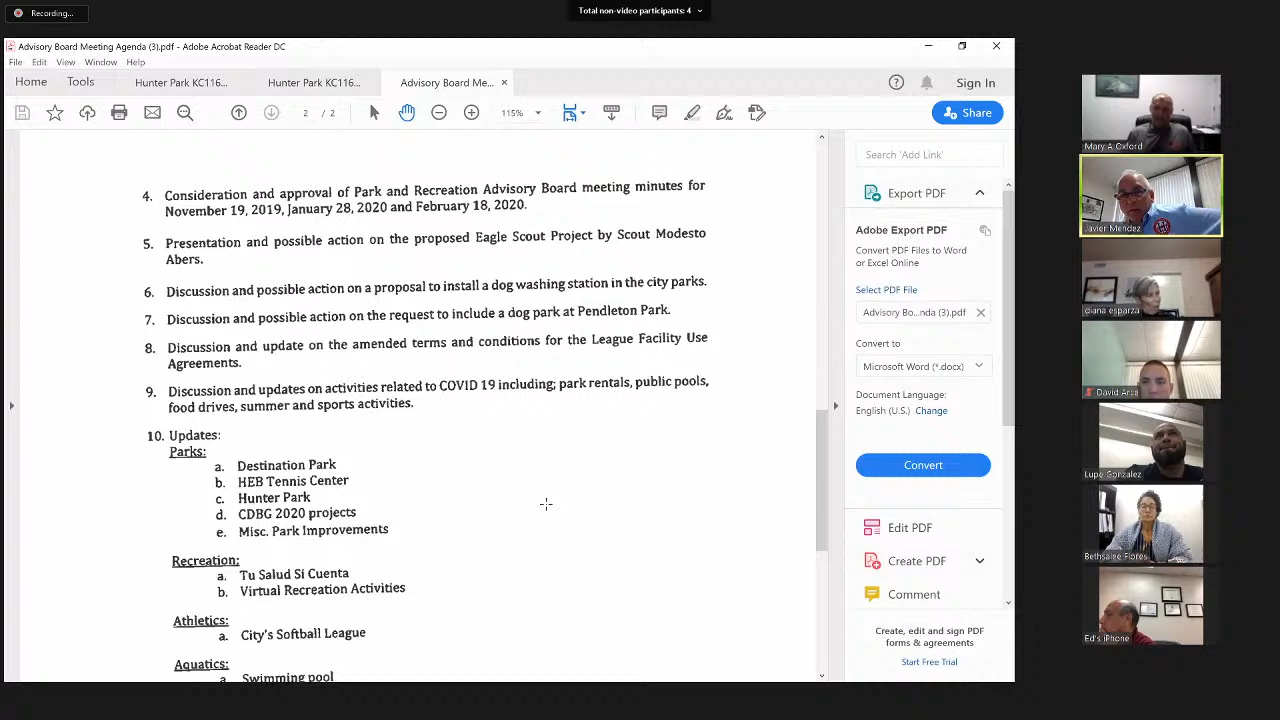 Recording...
Total non-video participants: 4
Advisory Board Meeting Agenda (3).pdf - Adobe Acrobat Reader DC
File Edit View Window Help
Home Tools Hunter Park KC116... Hunter Park KC116... Advisory Board Me... × Sign In
2 / 2 115% Share
4. Consideration and approval of Park and Recreation Advisory Board meeting minutes for
November 19, 2019, January 28, 2020 and February 18, 2020.
5. Presentation and possible action on the proposed Eagle Scout Project by Scout Modesto
Abers.
6. Discussion and possible action on a proposal to install a dog washing station in the city parks.
7. Discussion and possible action on the request to include a dog park at Pendleton Park.
8. Discussion and update on the amended terms and conditions for the League Facility Use
Agreements.
9. Discussion and updates on activities related to COVID 19 including; park rentals, public pools,
food drives, summer and sports activities.
10. Updates:
Parks:
a. Destination Park
b. HEB Tennis Center
c. Hunter Park
d. CDBG 2020 projects
e. Misc. Park Improvements
Recreation:
a. Tu Salud Si Cuenta
b. Virtual Recreation Activities
Athletics:
a. City's Softball League
Aquatics:
a. Swimming pool
Search 'Add Link'
Export PDF
Adobe Export PDF
Convert PDF Files to Word
or Excel Online
Select PDF File
Advisory Bo...nda (3).pdf
Convert to
Microsoft Word (*.docx)
Document Language:
English (U.S.) Change
Convert
Edit PDF
Create PDF
Comment
Create, edit and sign PDF
forms & agreements
Start Free Trial
Mary A Oxford
Javier Mendez
diana esparza
David Arce
Lupe Gonzalez
Bethsalee Flores
Ed's iPhone